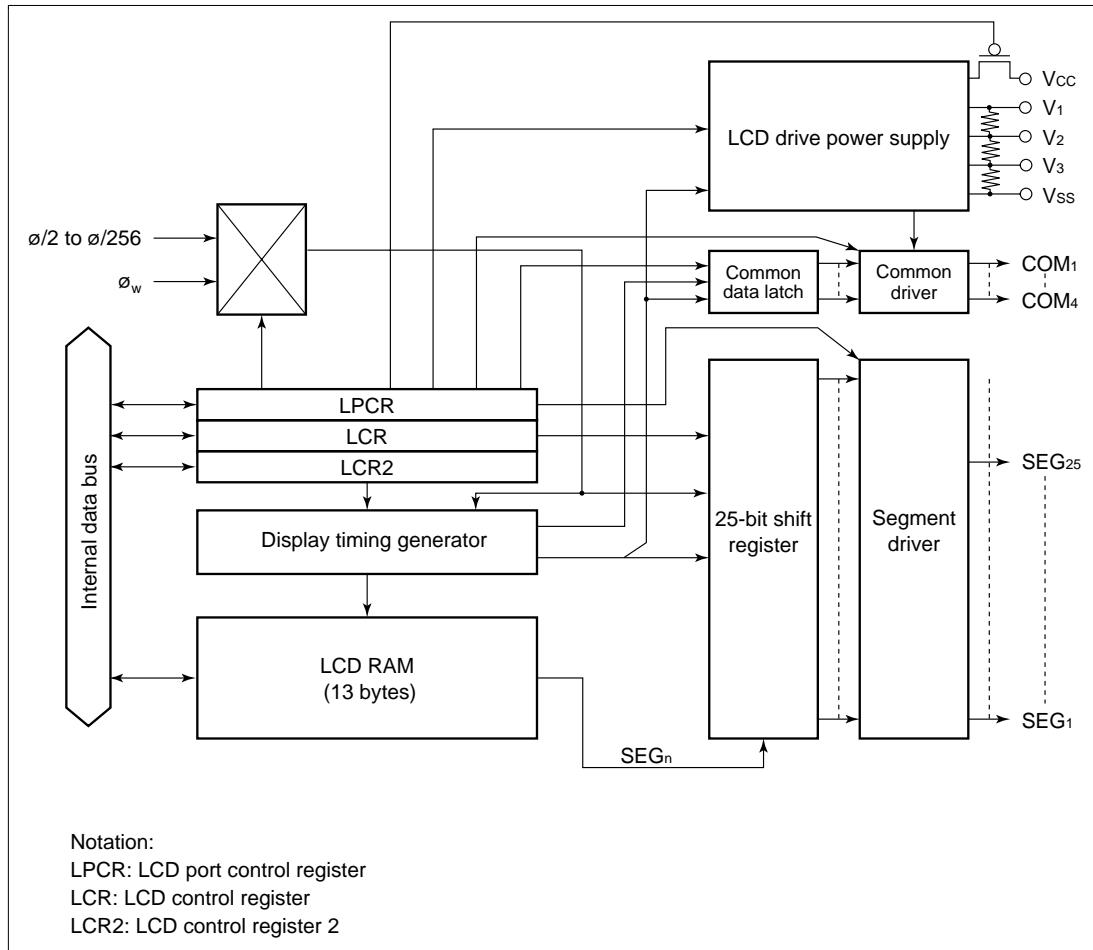 VCC
V1
V2
V3
VSS
LCD drive power supply
ø/2 to ø/256
øw
Common
data latch
Common
driver
COM1
COM4
LPCR
LCR
LCR2
Internal data bus
Display timing generator
25-bit shift
register
Segment
driver
SEG25
LCD RAM
(13 bytes)
SEGn
SEG1
Notation:
LPCR: LCD port control register
LCR: LCD control register
LCR2: LCD control register 2